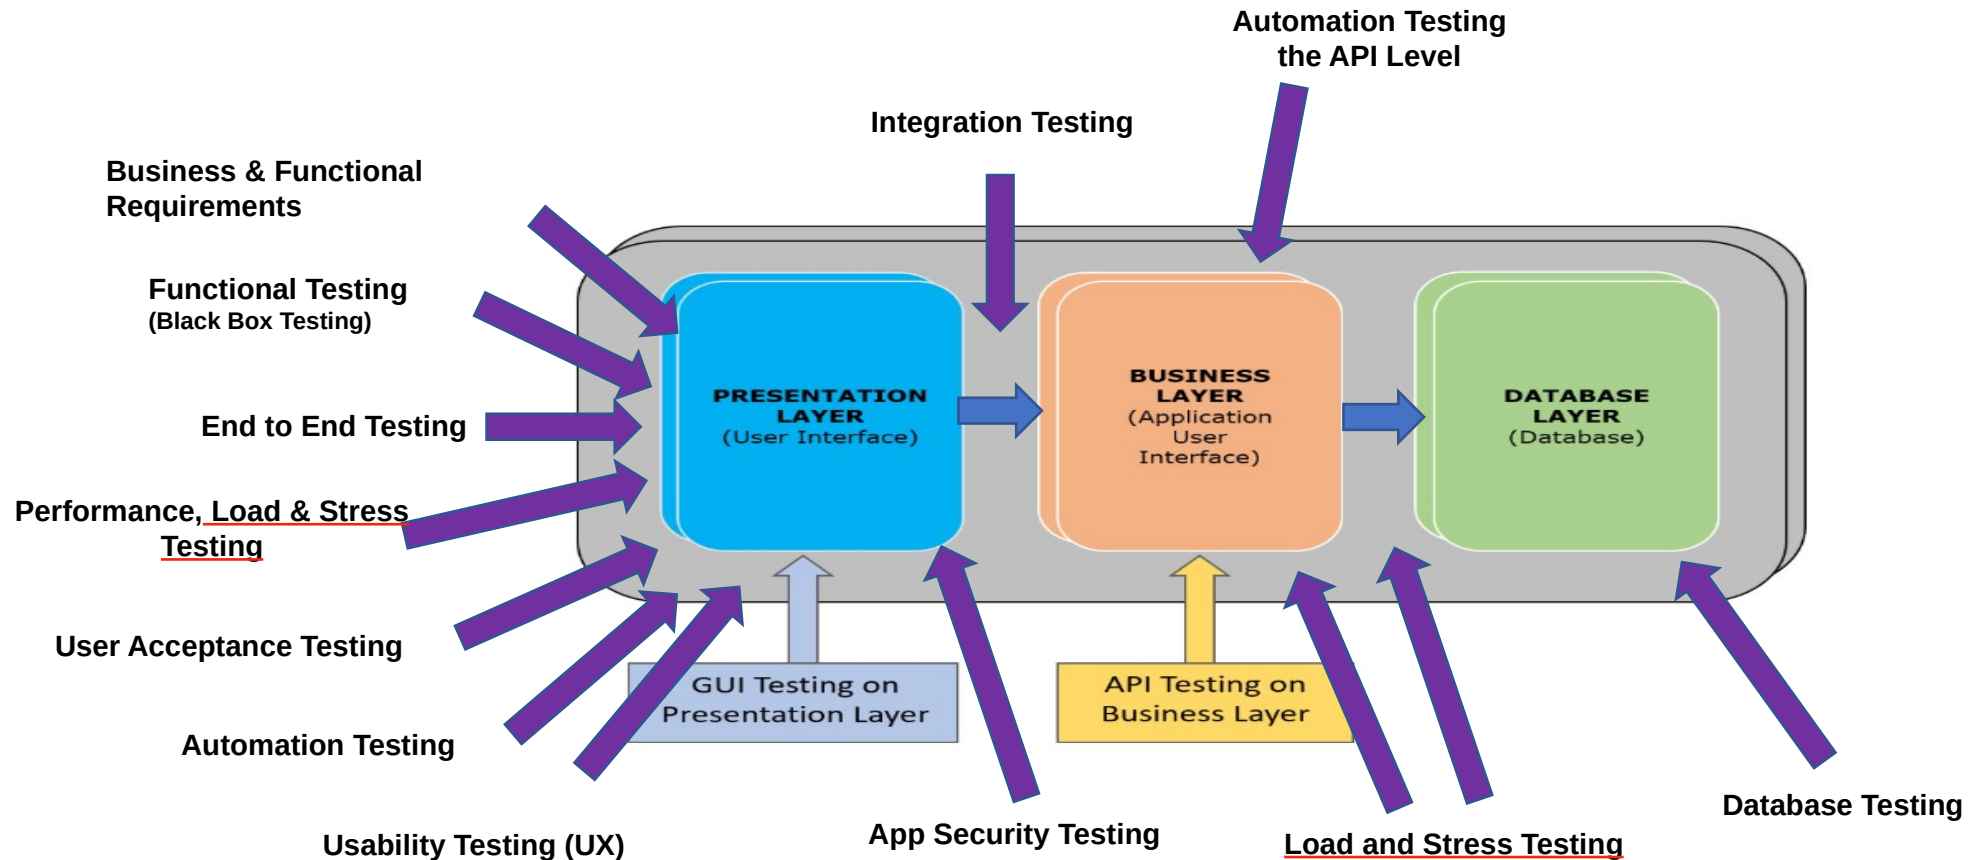 Automation Testing
the API Level
Integration Testing
Business & Functional
Requirements
Functional Testing
(Black Box Testing)
End to End Testing
Performance, Load & Stress
Testing
User Acceptance Testing
Automation Testing
Usability Testing (UX)
PRESENTATION
LAYER
(User Interface)
BUSINESS
LAYER
(Application
User
Interface)
DATABASE
LAYER
(Database)
GUI Testing on
Presentation Layer
API Testing on
Business Layer
App Security Testing
Load and Stress Testing
Database Testing